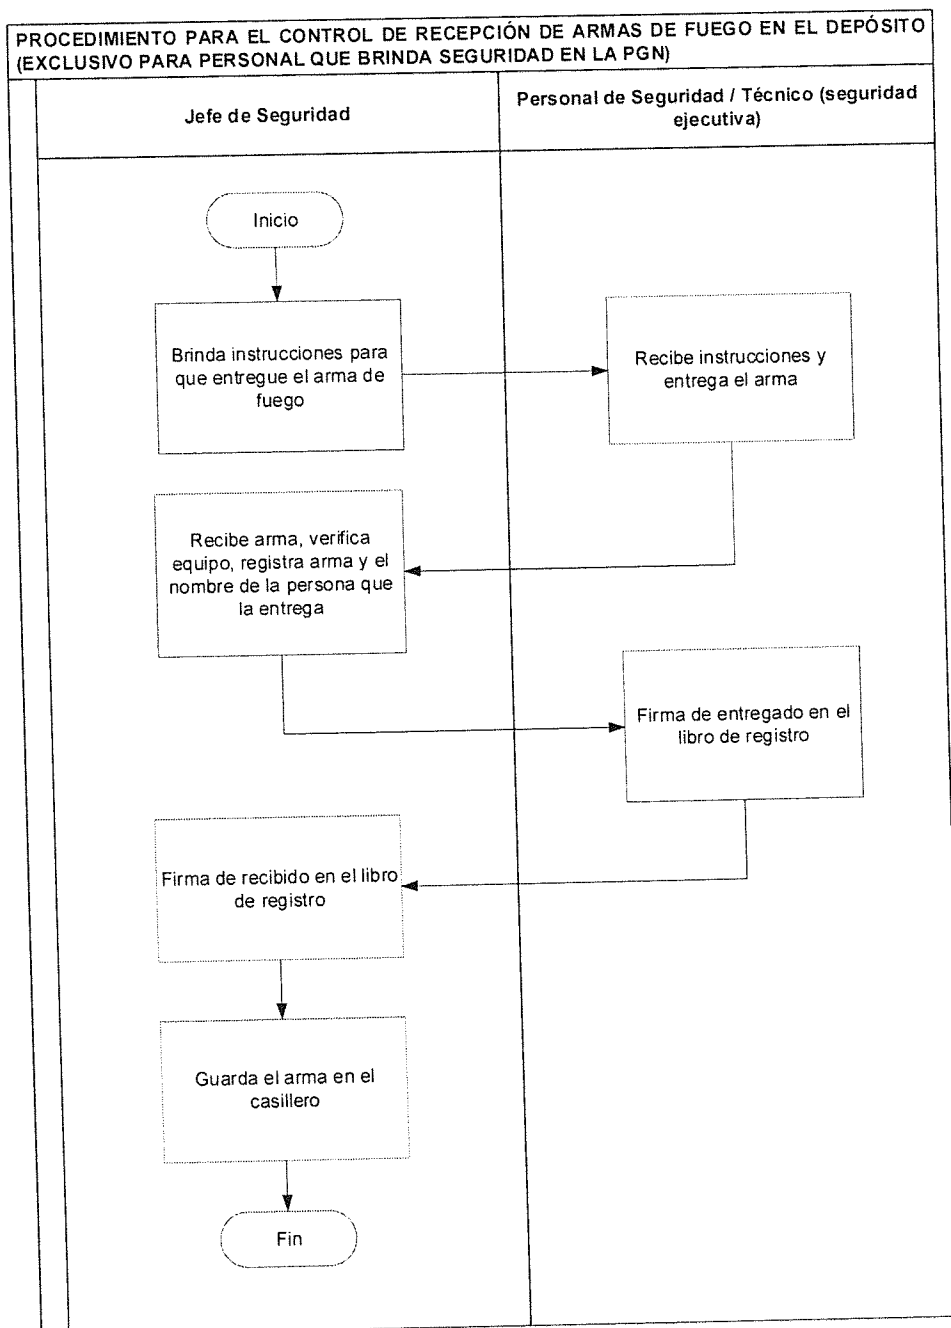 PROCEDIMIENTO PARA EL CONTROL DE RECEPCIÓN DE ARMAS DE FUEGO EN EL DEPÓSITO
(EXCLUSIVO PARA PERSONAL QUE BRINDA SEGURIDAD EN LA PGN)
Jefe de Seguridad
Personal de Seguridad / Técnico (seguridad
ejecutiva)
Inicio
Brinda instrucciones para
que entregue el arma de
fuego
Recibe instrucciones y
entrega el arma
Recibe arma, verifica
equipo, registra arma y el
nombre de la persona que
la entrega
Firma de entregado en el
libro de registro
Firma de recibido en el libro
de registro
Guarda el arma en el
casillero
Fin